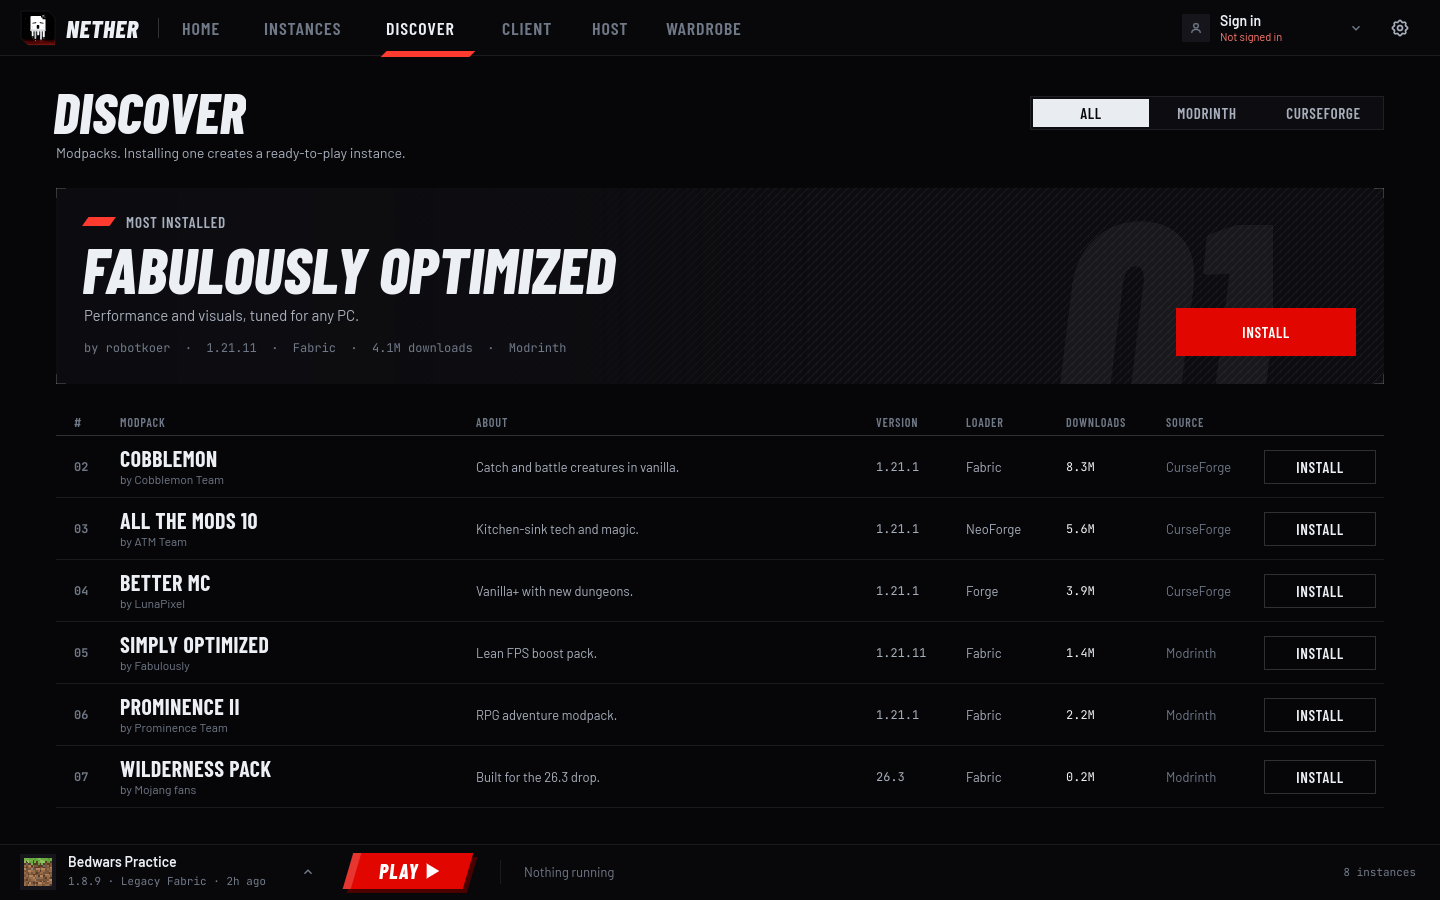 NETHER
HOME
INSTANCES
DISCOVER
CLIENT
HOST
WARDROBE
Sign in
Not signed in
DISCOVER
Modpacks. Installing one creates a ready-to-play instance.
ALL
MODRINTH
CURSEFORGE
MOST INSTALLED
FABULOUSLY OPTIMIZED
Performance and visuals, tuned for any PC.
by robotkoer · 1.21.11 · Fabric · 4.1M downloads · Modrinth
01
INSTALL
# MODPACK ABOUT VERSION LOADER DOWNLOADS SOURCE
02 COBBLEMON Catch and battle creatures in vanilla. 1.21.1 Fabric 8.3M CurseForge INSTALL
by Cobblemon Team
03 ALL THE MODS 10 Kitchen-sink tech and magic. 1.21.1 NeoForge 5.6M CurseForge INSTALL
by ATM Team
04 BETTER MC Vanilla+ with new dungeons. 1.21.1 Forge 3.9M CurseForge INSTALL
by LunaPixel
05 SIMPLY OPTIMIZED Lean FPS boost pack. 1.21.11 Fabric 1.4M Modrinth INSTALL
by Fabulously
06 PROMINENCE II RPG adventure modpack. 1.21.1 Fabric 2.2M Modrinth INSTALL
by Prominence Team
07 WILDERNESS PACK Built for the 26.3 drop. 26.3 Fabric 0.2M Modrinth INSTALL
by Mojang fans
Bedwars Practice
1.8.9 · Legacy Fabric · 2h ago
PLAY
Nothing running
8 instances